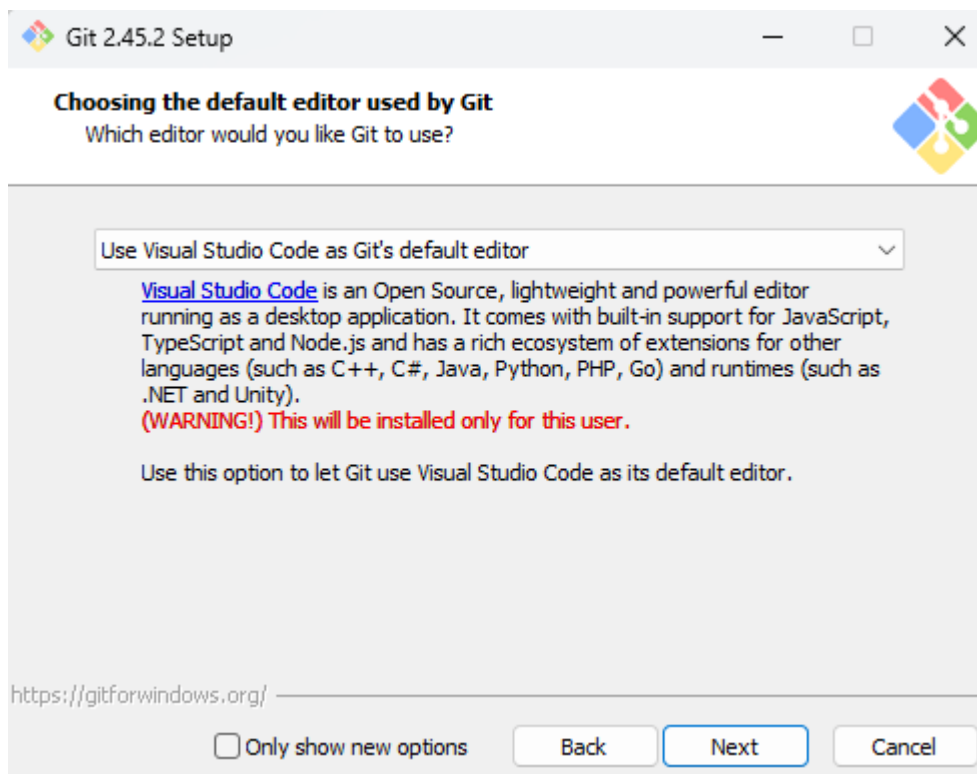 Git 2.45.2 Setup
Choosing the default editor used by Git
Which editor would you like Git to use?
Use Visual Studio Code as Git's default editor
Visual Studio Code is an Open Source, lightweight and powerful editor
running as a desktop application. It comes with built-in support for JavaScript,
TypeScript and Node.js and has a rich ecosystem of extensions for other
languages (such as C++, C#, Java, Python, PHP, Go) and runtimes (such as
.NET and Unity).
(WARNING!) This will be installed only for this user.
Use this option to let Git use Visual Studio Code as its default editor.
https://gitforwindows.org/
Only show new options Back Next Cancel